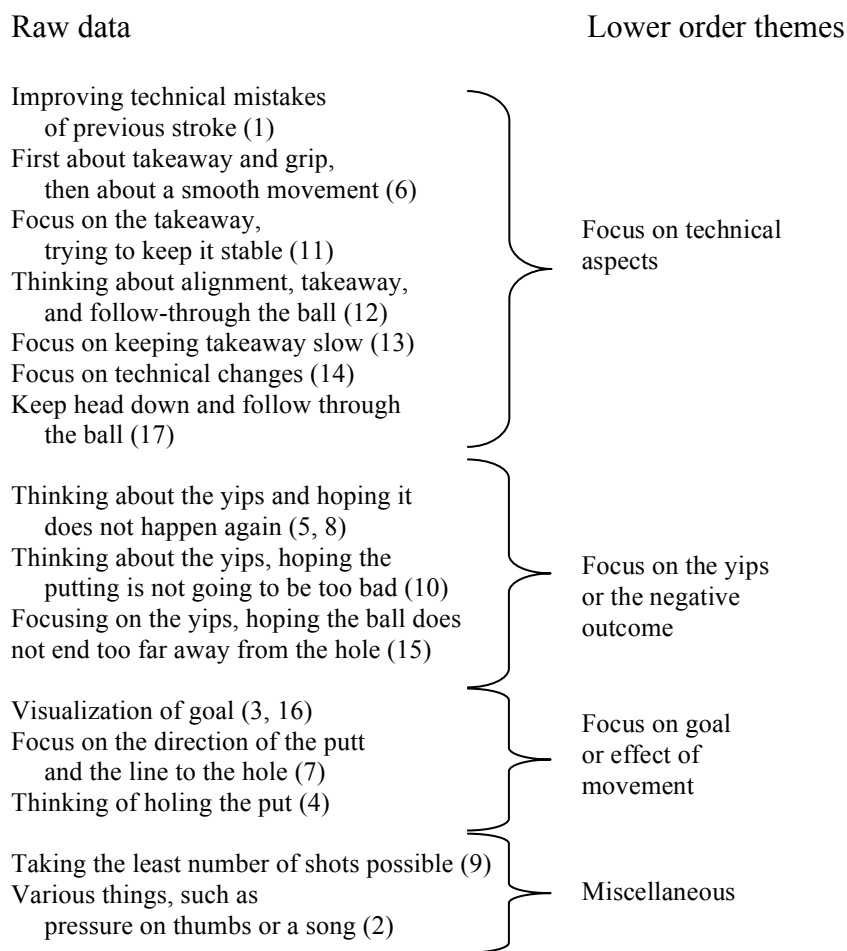 Raw data
Lower order themes
Improving technical mistakes
of previous stroke (1)
First about takeaway and grip,
then about a smooth movement (6)
Focus on the takeaway,
trying to keep it stable (11)
Thinking about alignment, takeaway,
and follow-through the ball (12)
Focus on keeping takeaway slow (13)
Focus on technical changes (14)
Keep head down and follow through
the ball (17)
Focus on technical
aspects
Thinking about the yips and hoping it
does not happen again (5, 8)
Thinking about the yips, hoping the
putting is not going to be too bad (10)
Focusing on the yips, hoping the ball does
not end too far away from the hole (15)
Focus on the yips
or the negative
outcome
Visualization of goal (3, 16)
Focus on the direction of the putt
and the line to the hole (7)
Thinking of holing the put (4)
Focus on goal
or effect of
movement
Taking the least number of shots possible (9)
Various things, such as
pressure on thumbs or a song (2)
Miscellaneous